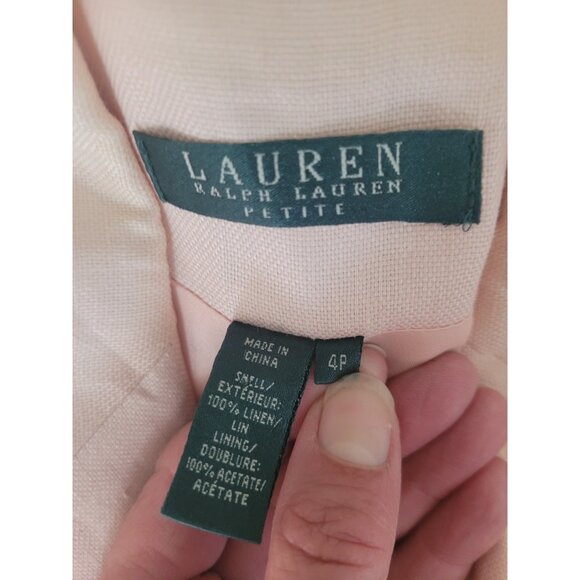 LAUREN
RALPH LAUREN
PETITE
MADE IN
CHINA
4P
SHELL/
EXTÉRIEUR:
100% LINEN/
LIN
LINING/
DOUBLURE:
100% ACETATE/
ACÉTATE